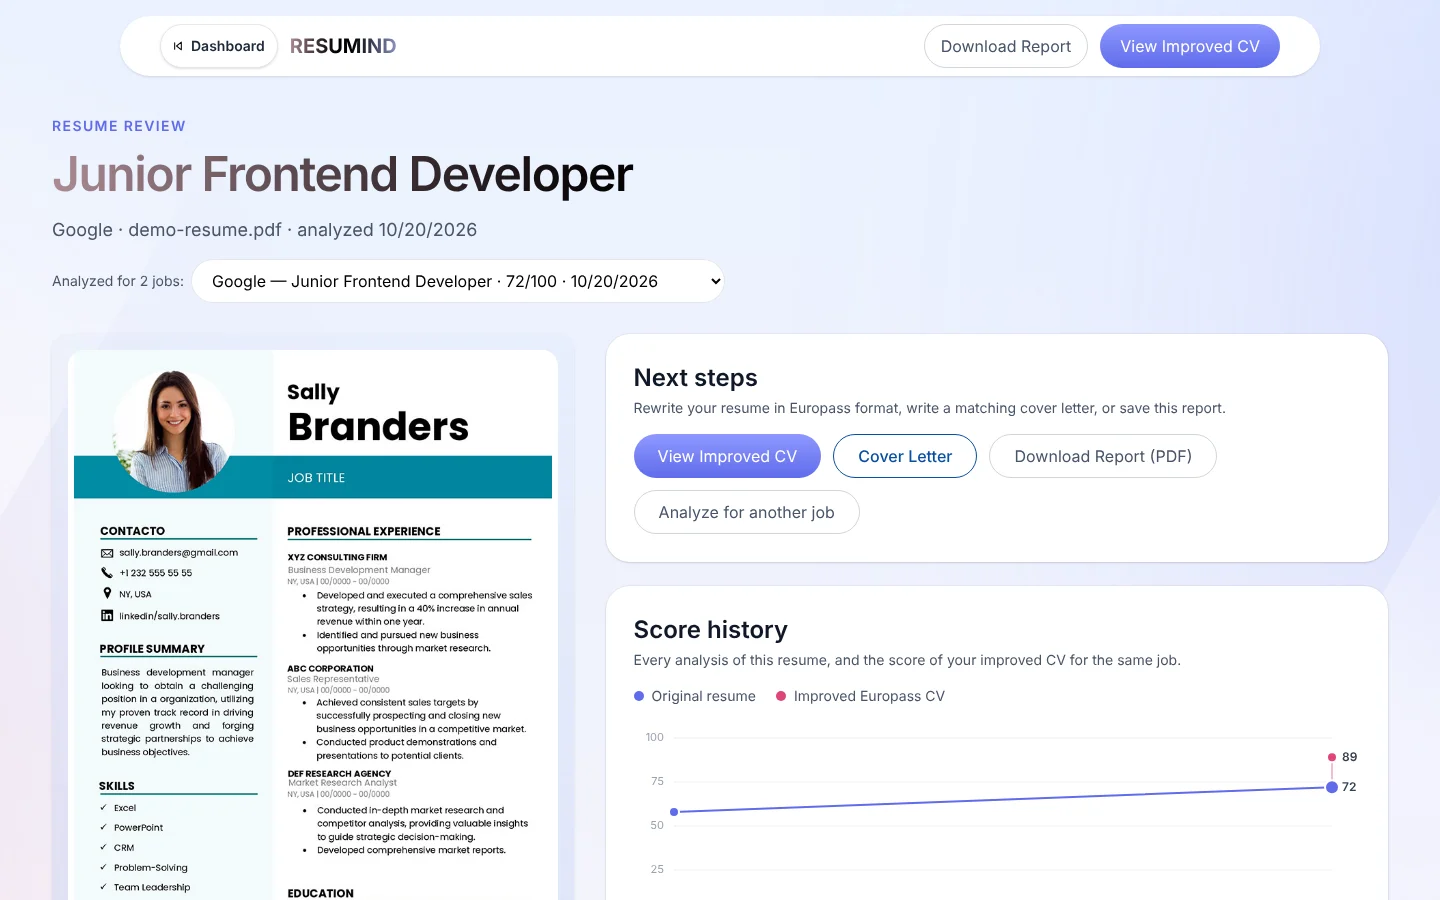 Dashboard
RESUMIND
Download Report
View Improved CV
RESUME REVIEW
Junior Frontend Developer
Google · demo-resume.pdf · analyzed 10/20/2026
Analyzed for 2 jobs:
Google — Junior Frontend Developer · 72/100 · 10/20/2026
Sally
Branders
JOB TITLE
CONTACTO
sally.branders@gmail.com
+1 232 555 55 55
NY, USA
linkedin/sally.branders
PROFILE SUMMARY
Business development manager
looking to obtain a challenging
position in a organization, utilizing
my proven track record in driving
revenue growth and forging
strategic partnerships to achieve
business objectives.
SKILLS
✓ Excel
✓ PowerPoint
✓ CRM
✓ Problem-Solving
✓ Team Leadership
PROFESSIONAL EXPERIENCE
XYZ CONSULTING FIRM
Business Development Manager
NY, USA | 00/0000 - 00/0000
• Developed and executed a comprehensive sales
strategy, resulting in a 40% increase in annual
revenue within one year.
• Identified and pursued new business
opportunities through market research.
ABC CORPORATION
Sales Representative
NY, USA | 00/0000 - 00/0000
• Achieved consistent sales targets by
successfully prospecting and closing new
business opportunities in a competitive market.
• Conducted product demonstrations and
presentations to potential clients.
DEF RESEARCH AGENCY
Market Research Analyst
NY, USA | 00/0000 - 00/0000
• Conducted in-depth market research and
competitor analysis, providing valuable insights
to guide strategic decision-making.
• Developed comprehensive market reports.
EDUCATION
Next steps
Rewrite your resume in Europass format, write a matching cover letter, or save this report.
View Improved CV
Cover Letter
Download Report (PDF)
Analyze for another job
Score history
Every analysis of this resume, and the score of your improved CV for the same job.
Original resume
Improved Europass CV
100
75
50
25
89
72